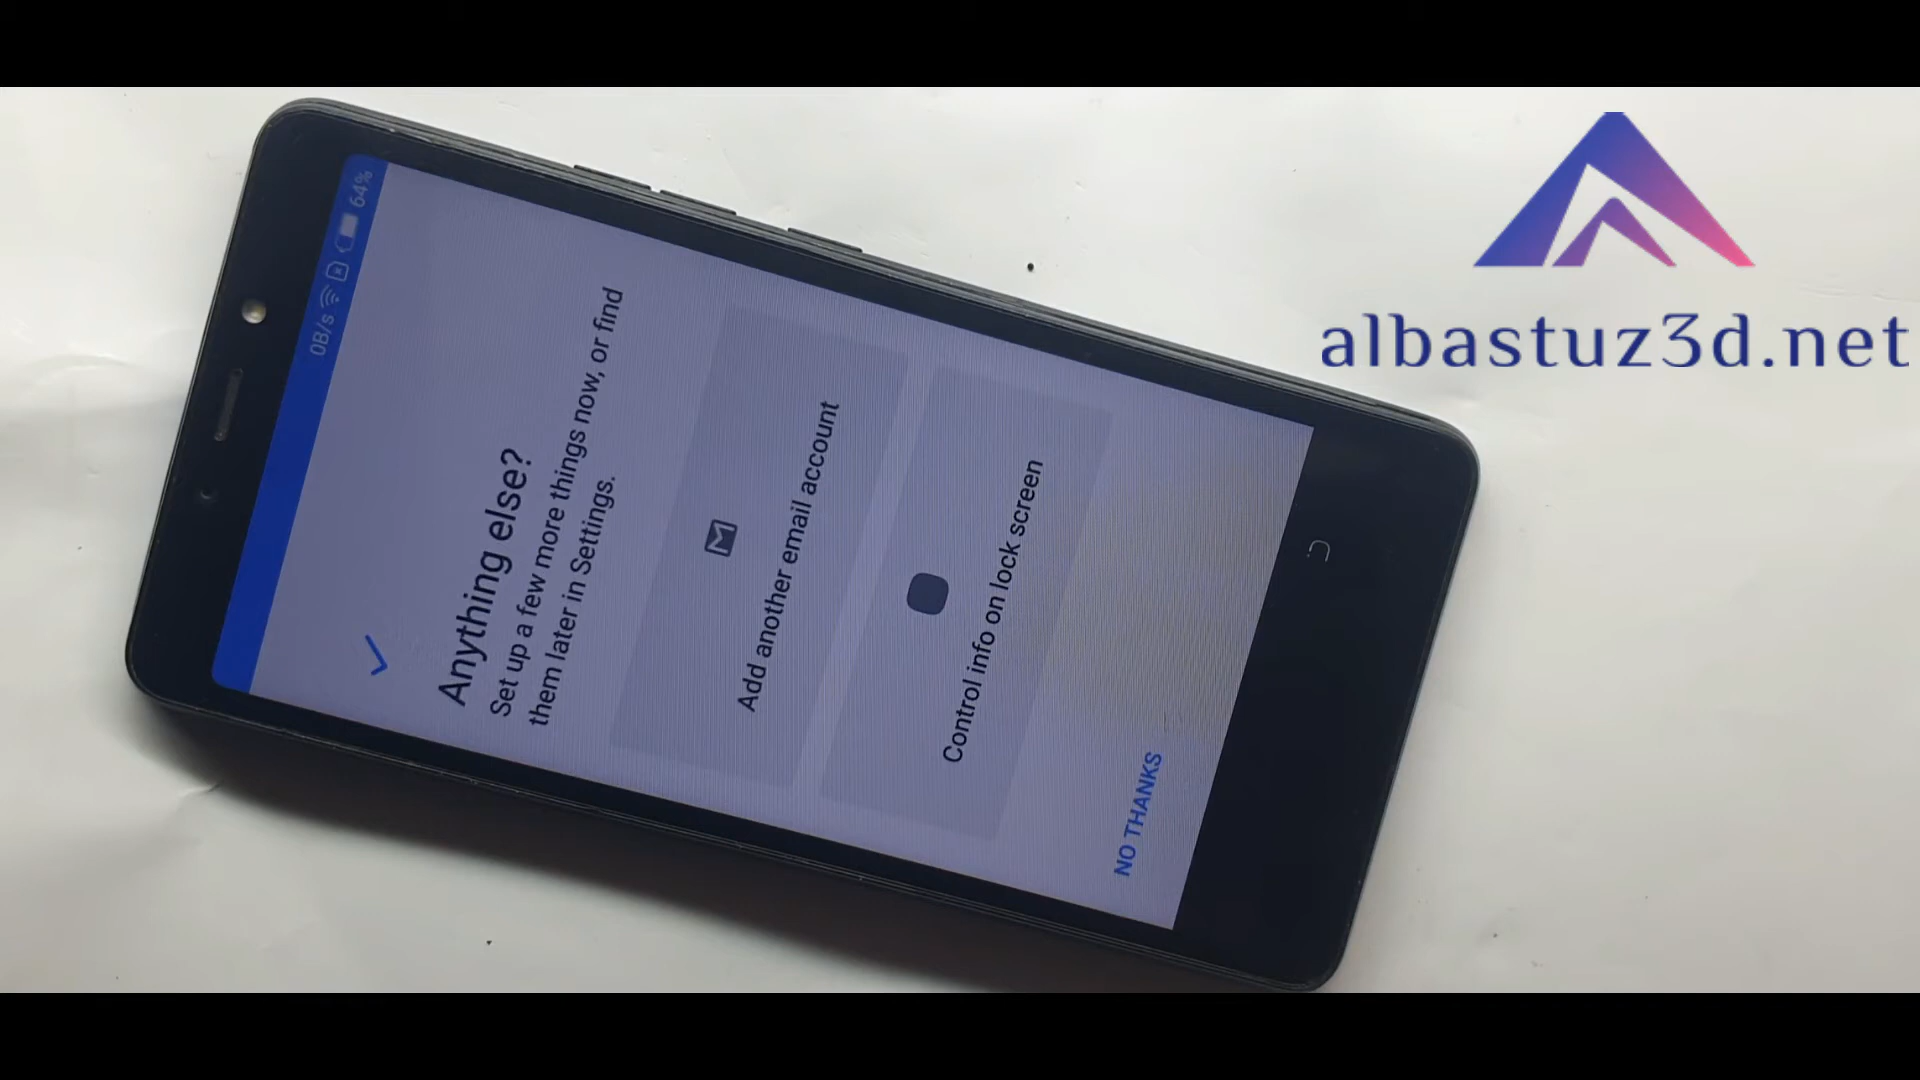 0B/s 64%
Anything else?
Set up a few more things now, or find
them later in Settings.
Add another email account
Control info on lock screen
NO THANKS
albastuz3d.net